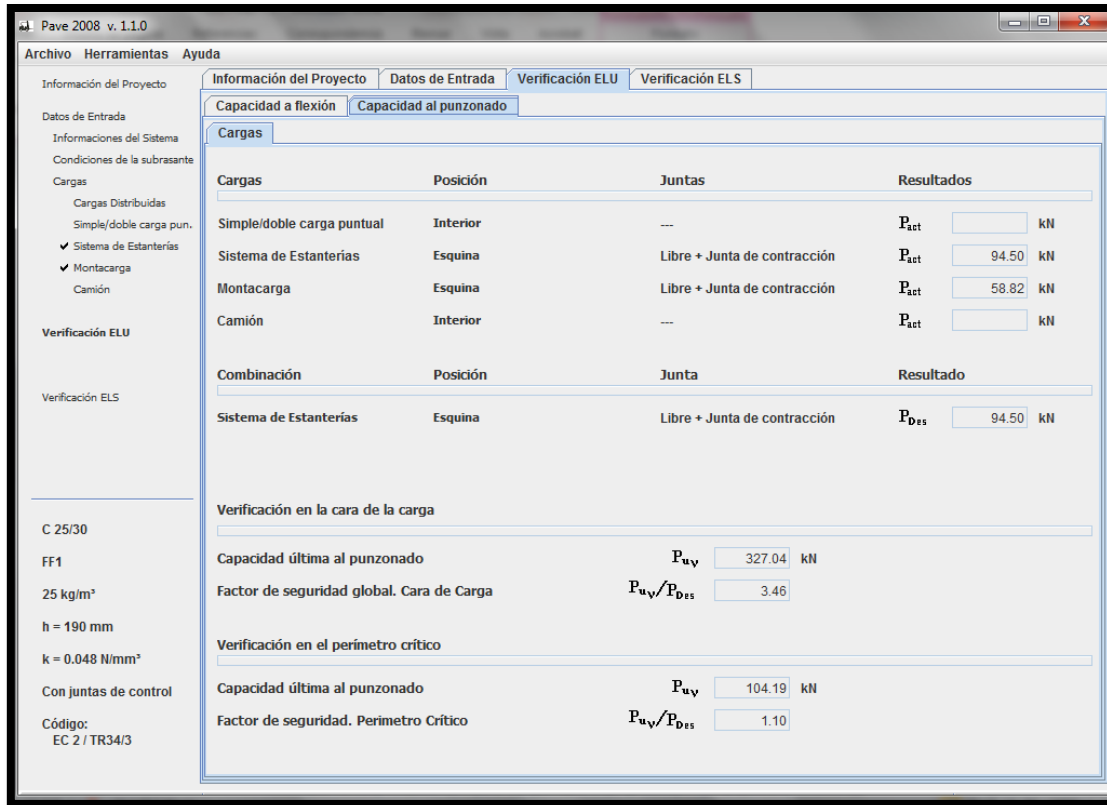 Pave 2008 v. 1.1.0
Archivo Herramientas Ayuda
Información del Proyecto
Datos de Entrada
Informaciones del Sistema
Condiciones de la subrasante
Cargas
Cargas Distribuidas
Simple/doble carga pun.
✓ Sistema de Estanterías
✓ Montacarga
Camión
Verificación ELU
Verificación ELS
C 25/30
FF1
25 kg/m³
h = 190 mm
k = 0.048 N/mm³
Con juntas de control
Código:
EC 2 / TR34/3
Información del Proyecto Datos de Entrada Verificación ELU Verificación ELS
Capacidad a flexión Capacidad al punzonado
Cargas
Cargas Posición Juntas Resultados
Simple/doble carga puntual Interior --- Pact kN
Sistema de Estanterías Esquina Libre + Junta de contracción Pact 94.50 kN
Montacarga Esquina Libre + Junta de contracción Pact 58.82 kN
Camión Interior --- Pact kN
Combinación Posición Junta Resultado
Sistema de Estanterías Esquina Libre + Junta de contracción PDes 94.50 kN
Verificación en la cara de la carga
Capacidad última al punzonado Puv 327.04 kN
Factor de seguridad global. Cara de Carga Puv/PDes 3.46
Verificación en el perímetro crítico
Capacidad última al punzonado Puv 104.19 kN
Factor de seguridad. Perimetro Crítico Puv/PDes 1.10